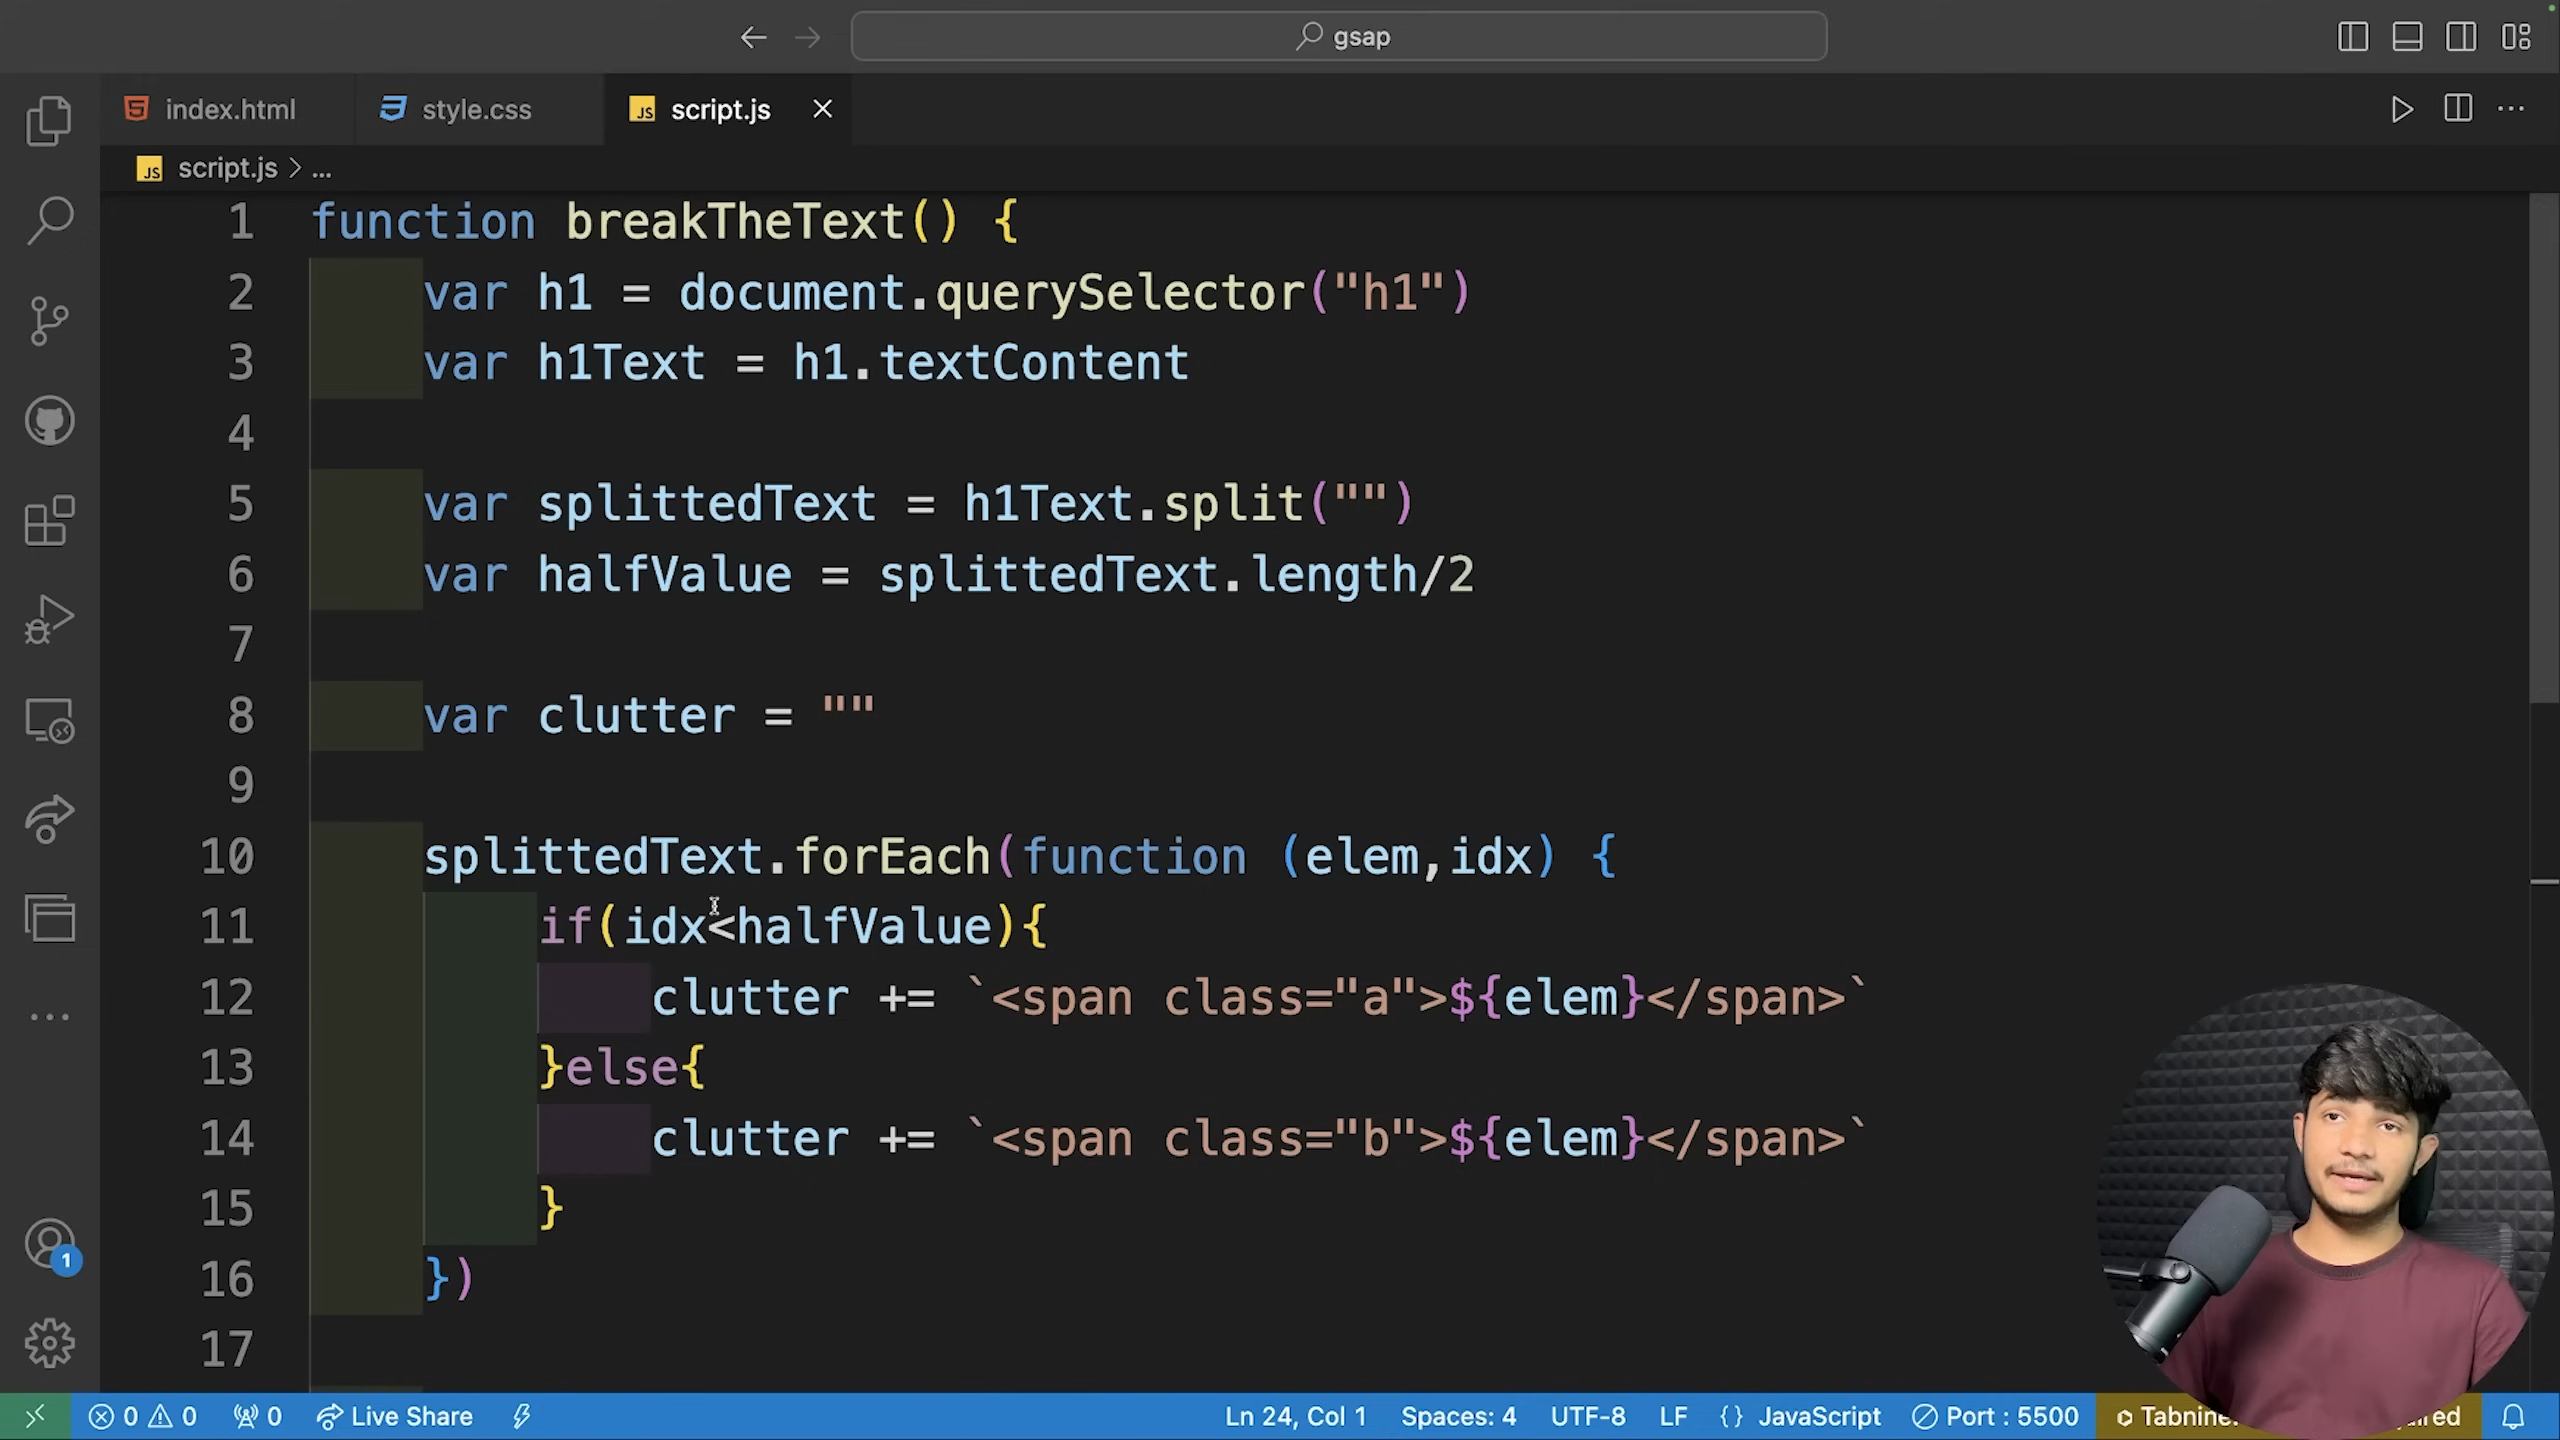 gsap
index.html
style.css
JS script.js
JS script.js > ...
1 function breakTheText() {
2 var h1 = document.querySelector("h1")
3 var h1Text = h1.textContent
4
5 var splittedText = h1Text.split("")
6 var halfValue = splittedText.length/2
7
8 var clutter = ""
9
10 splittedText.forEach(function (elem,idx) {
11 if(idx<halfValue){
12 clutter += `<span class="a">${elem}</span>`
13 }else{
14 clutter += `<span class="b">${elem}</span>`
15 }
16 })
17
1
0 0 0 Live Share Ln 24, Col 1 Spaces: 4 UTF-8 LF {} JavaScript Port : 5500 Tabnine: